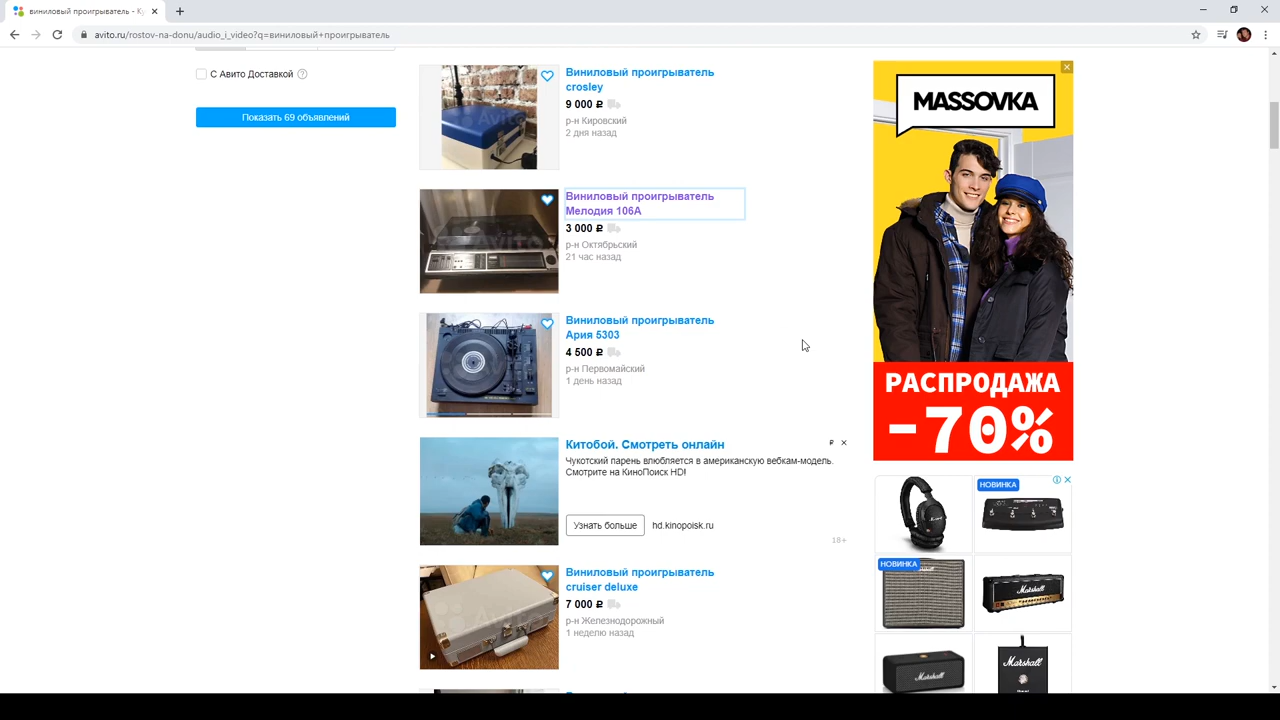 виниловый проигрыватель - Ку
avito.ru/rostov-na-donu/audio_i_video?q=виниловый+проигрыватель
С Авито Доставкой ?
Показать 69 объявлений
Виниловый проигрыватель
crosley
9 000 ₽
р-н Кировский
2 дня назад
Виниловый проигрыватель
Мелодия 106А
3 000 ₽
р-н Октябрьский
21 час назад
Виниловый проигрыватель
Ария 5303
4 500 ₽
р-н Первомайский
1 день назад
Китобой. Смотреть онлайн
Чукотский парень влюбляется в американскую вебкам-модель.
Смотрите на КиноПоиск HD!
Узнать больше
hd.kinopoisk.ru
18+
Виниловый проигрыватель
cruiser deluxe
7 000 ₽
р-н Железнодорожный
1 неделю назад
MASSOVKA
РАСПРОДАЖА
-70%
НОВИНКА
НОВИНКА
Marshall
Marshall
Marshall